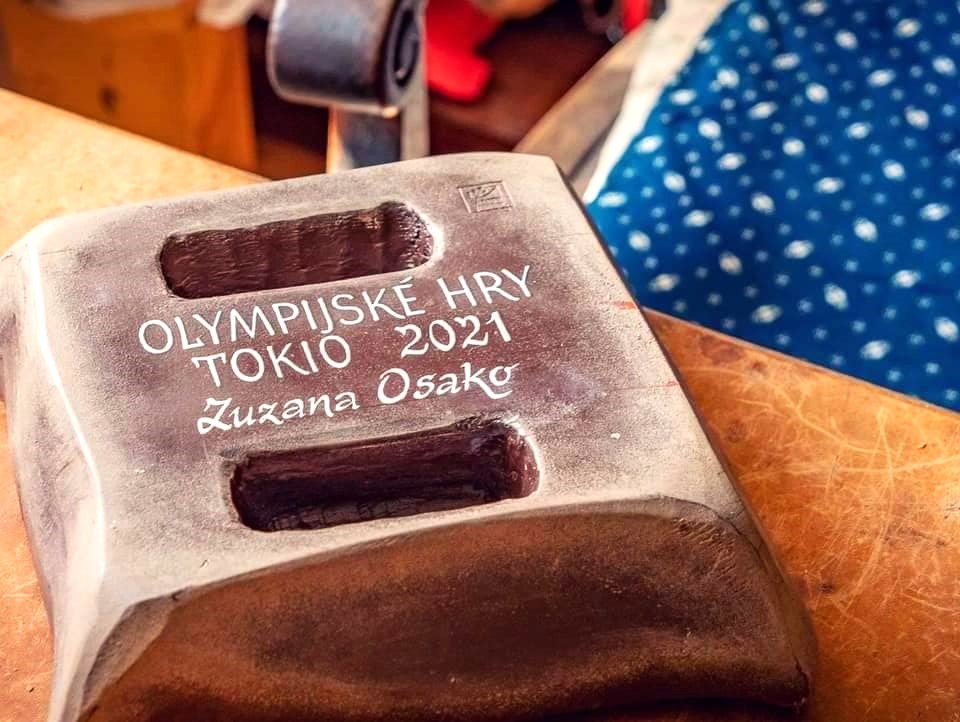 OLYMPIJSKÉ HRY
TOKIO 2021
Zuzana Osako